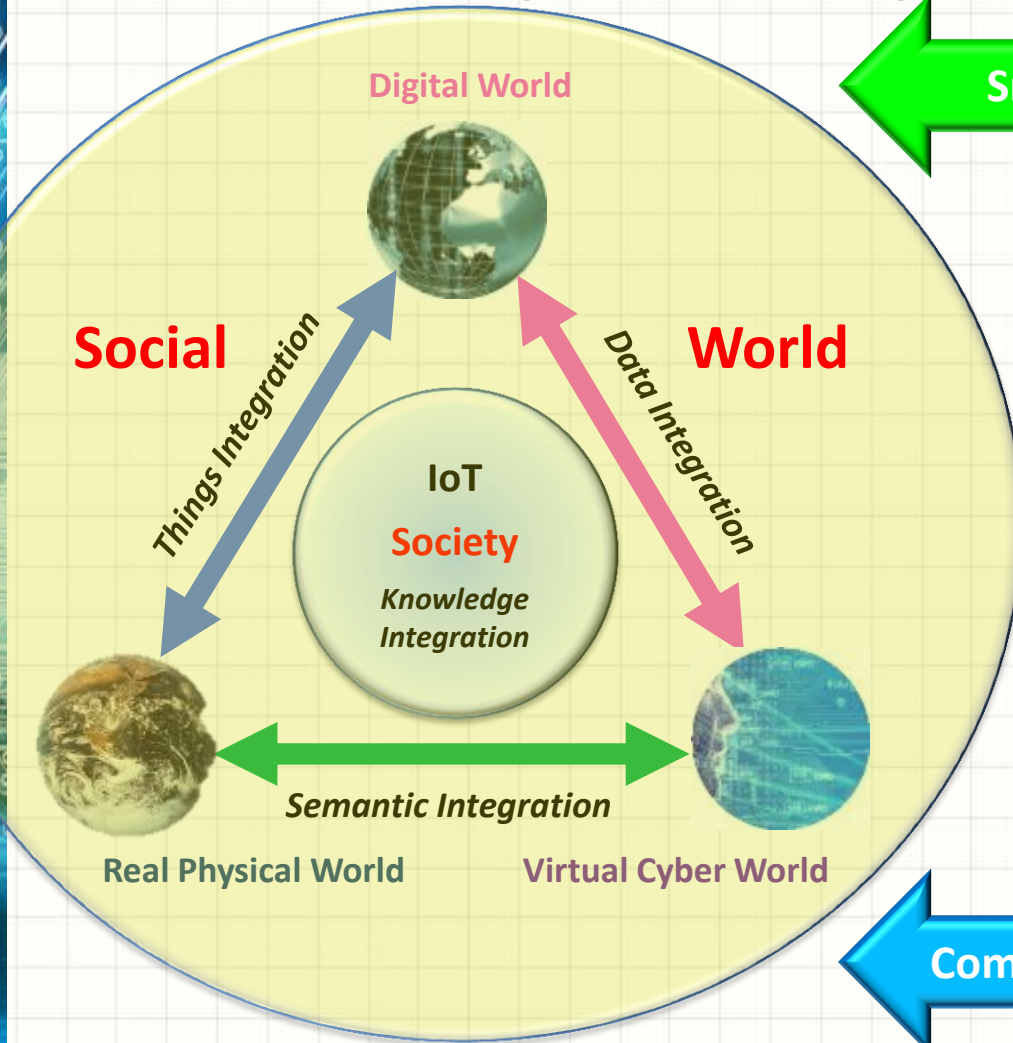 Digital World
Social
World
Things Integration
Data Integration
IoT
Society
Knowledge
Integration
Semantic Integration
Real Physical World
Virtual Cyber World